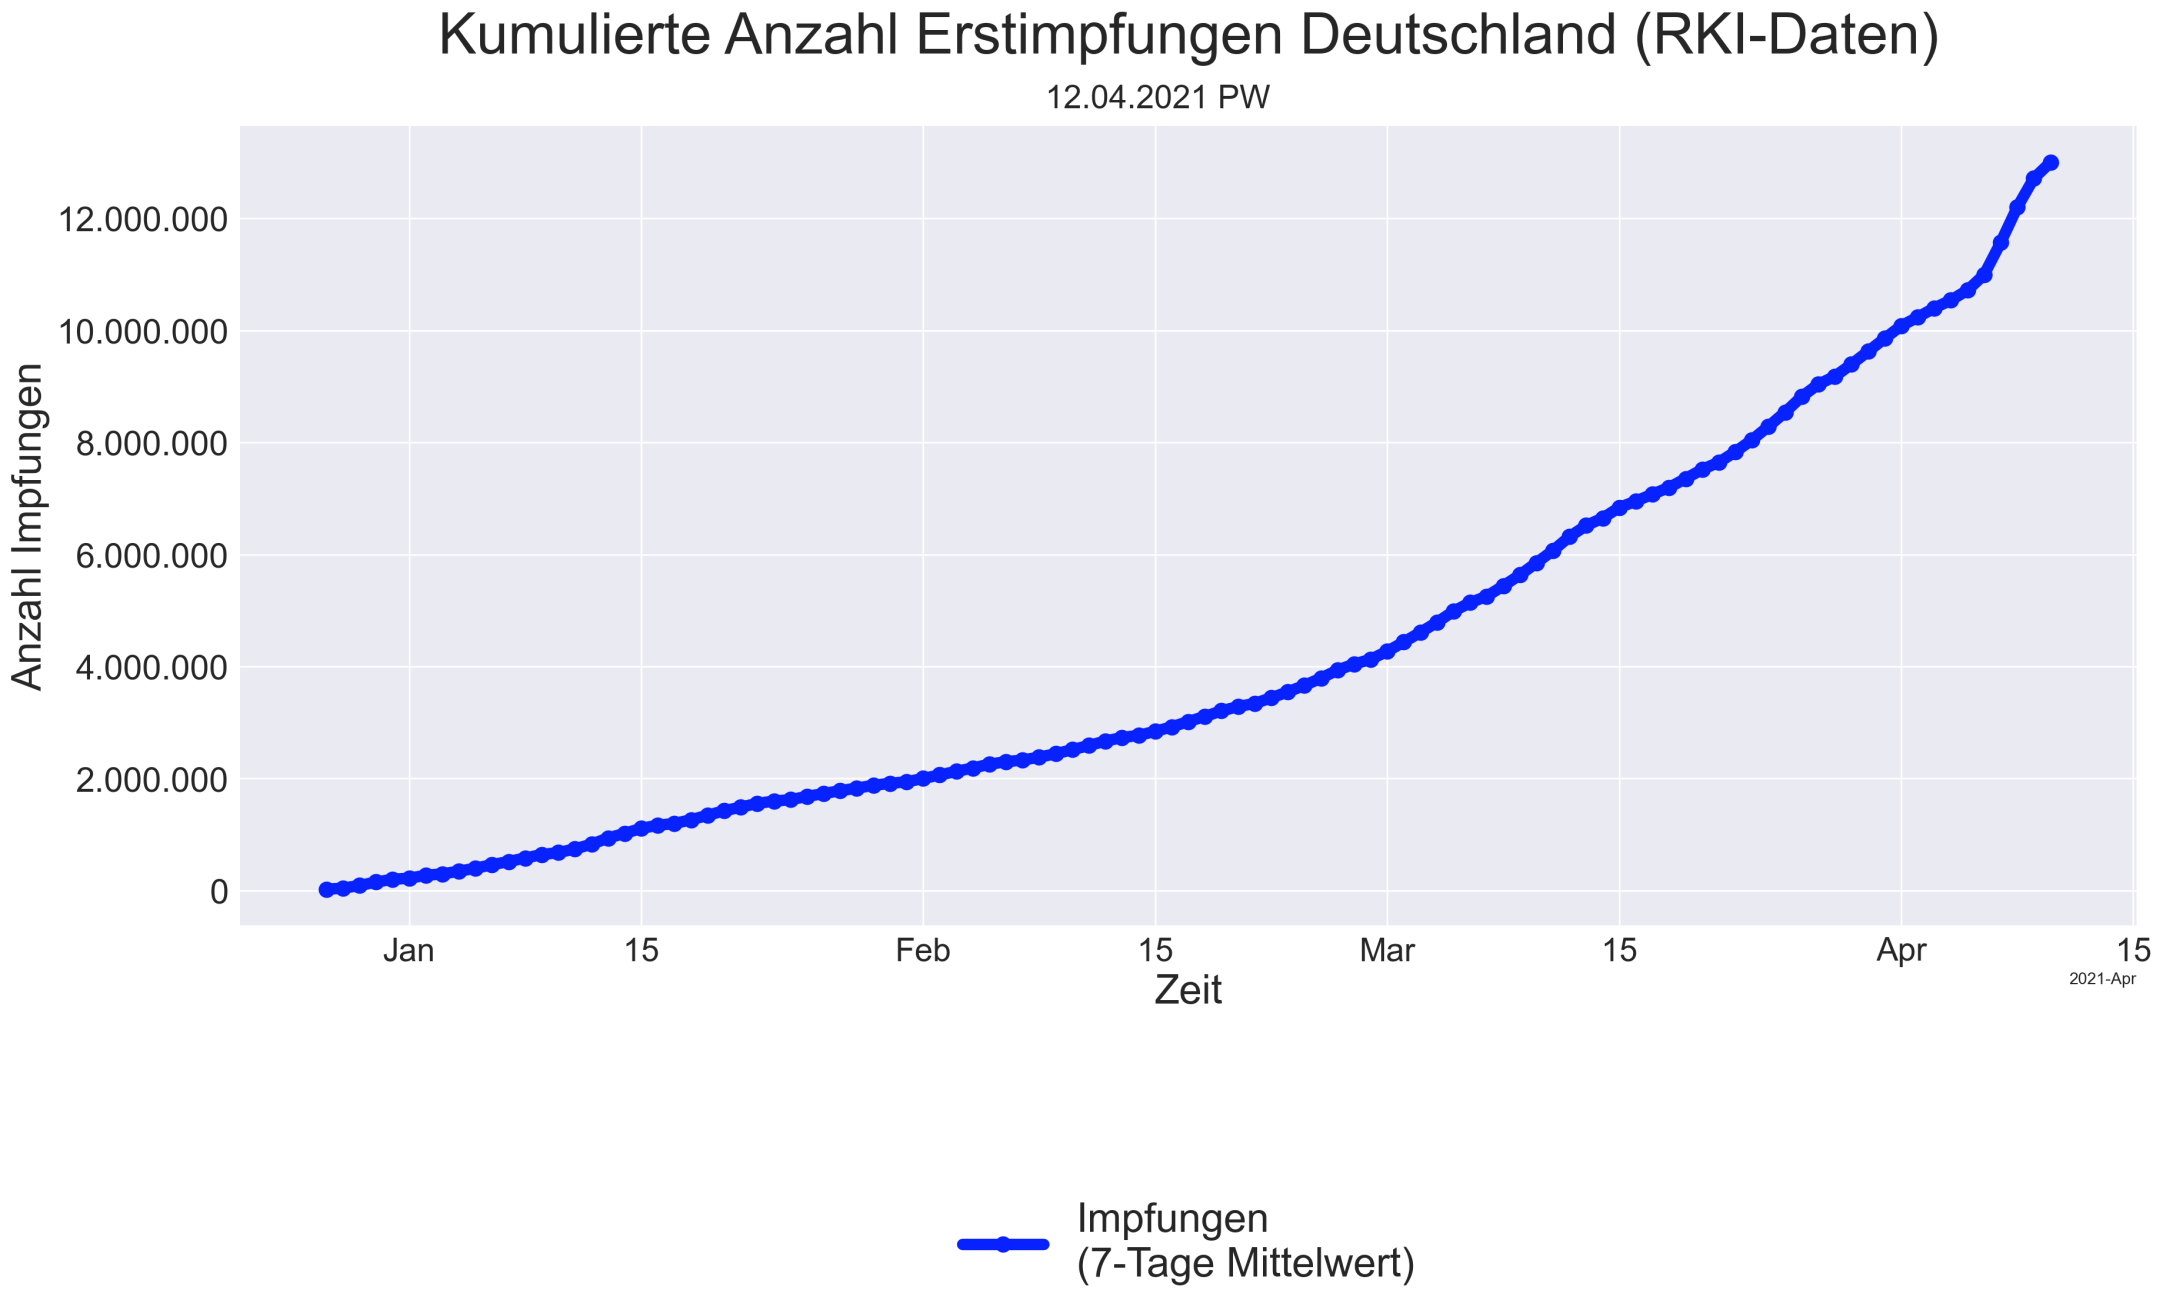 Kumulierte Anzahl Erstimpfungen Deutschland (RKI-Daten)
12.04.2021 PW
Anzahl Impfungen
12.000.000
10.000.000
8.000.000
6.000.000
4.000.000
2.000.000
0
Jan 15 Feb 15 Mar 15 Apr 15
2021-Apr
Zeit
Impfungen
(7-Tage Mittelwert)